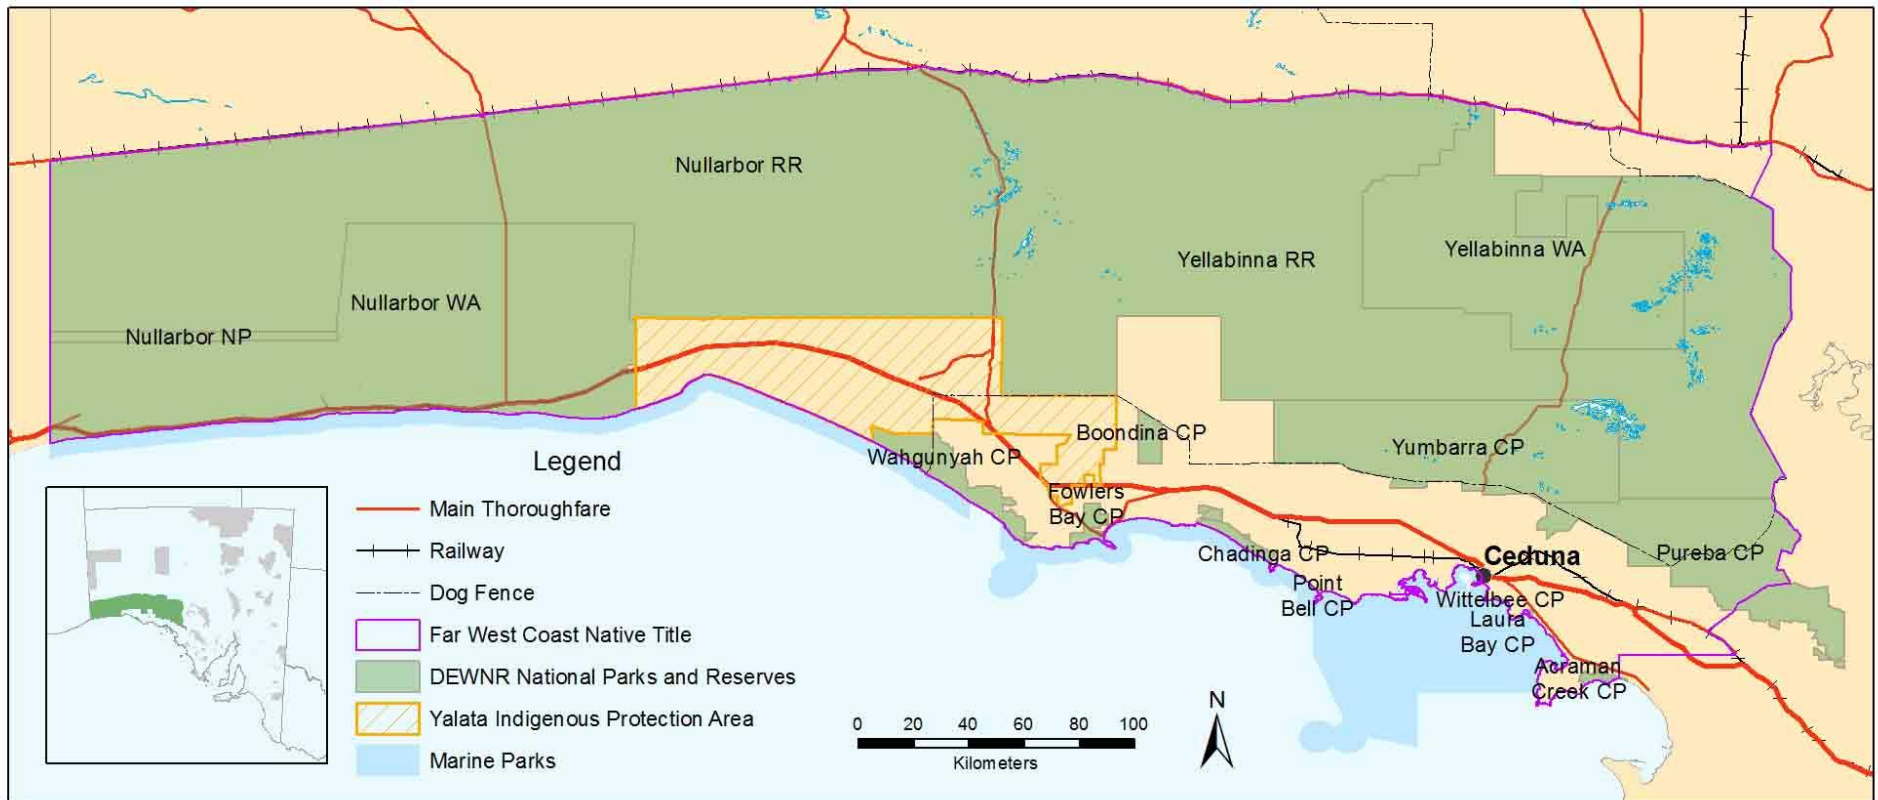 Nullarbor RR
Yellabinna WA
Yellabinna RR
Nullarbor WA
Nullarbor NP
Boondina CP
Yumbarra CP
Wahgunyah CP
Fowlers
Bay CP
Chadinga CP
Ceduna
Pureba CP
Point
Bell CP
Wittelbee CP
Laura
Bay CP
Acraman
Creek CP
Legend
Main Thoroughfare
Railway
Dog Fence
Far West Coast Native Title
DEWNR National Parks and Reserves
Yalata Indigenous Protection Area
Marine Parks
0 20 40 60 80 100
Kilometers
N